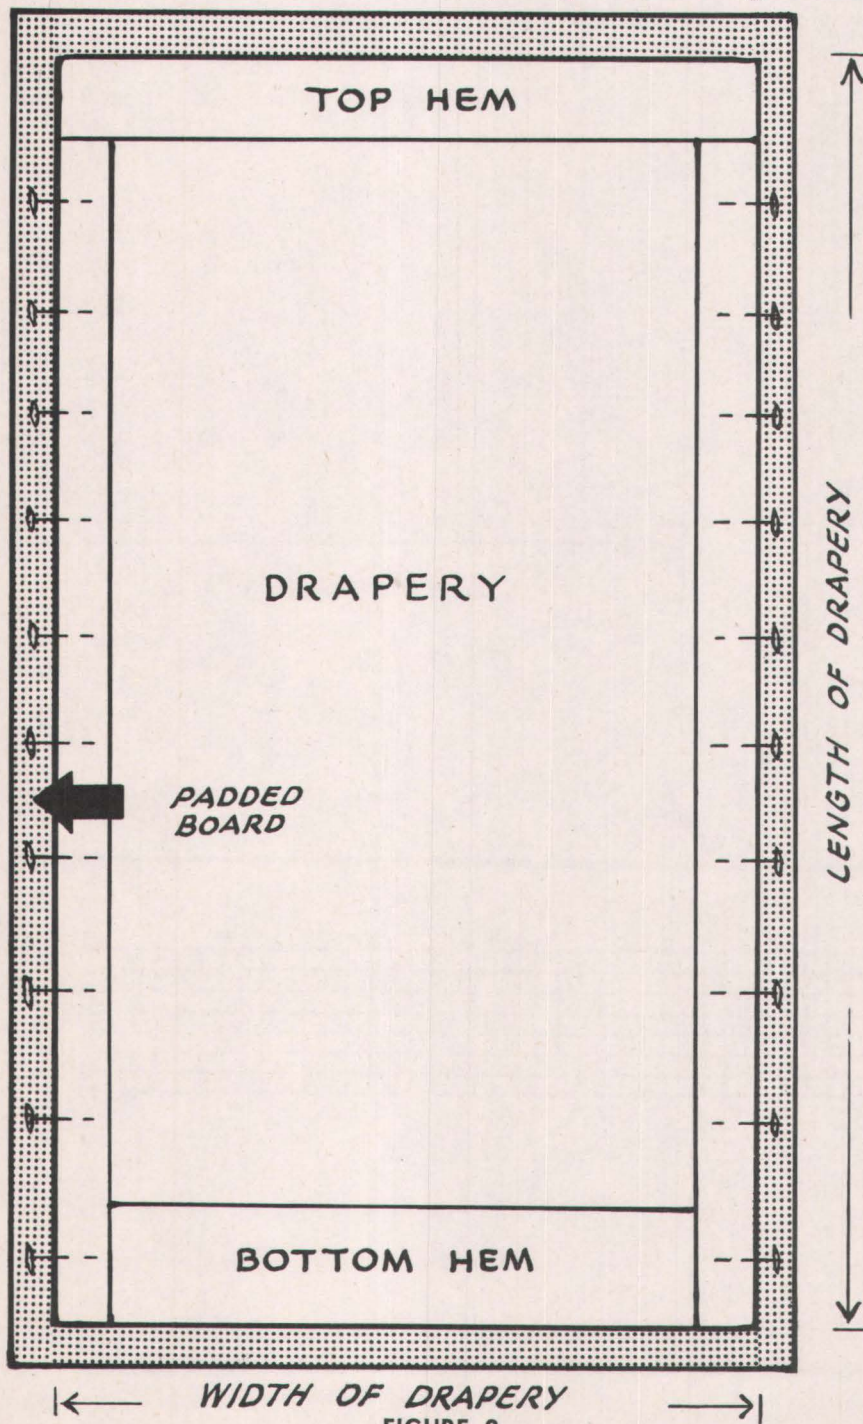 TOP HEM
DRAPERY
PADDED
BOARD
LENGTH OF DRAPERY
BOTTOM HEM
WIDTH OF DRAPERY